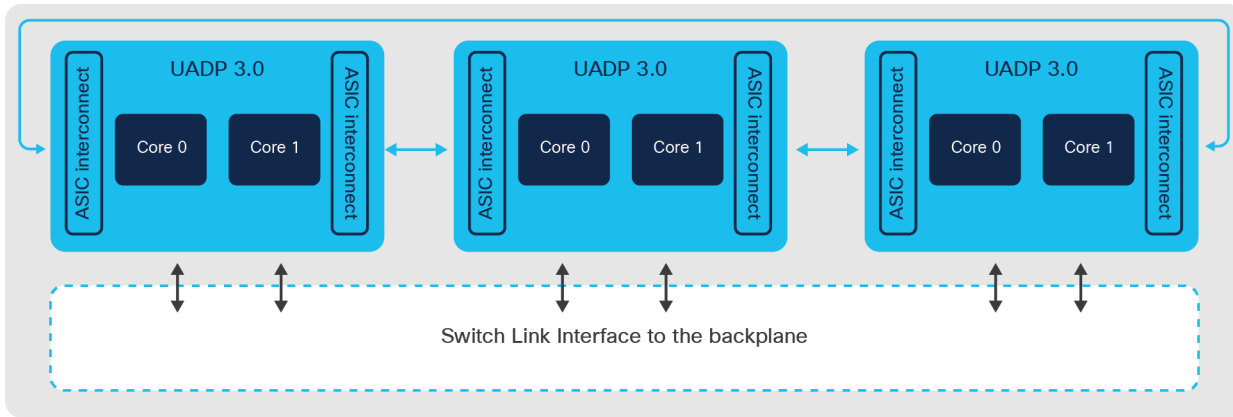 UADP 3.0
ASIC interconnect
Core 0
Core 1
ASIC interconnect
UADP 3.0
ASIC interconnect
Core 0
Core 1
ASIC interconnect
UADP 3.0
ASIC interconnect
Core 0
Core 1
ASIC interconnect
Switch Link Interface to the backplane